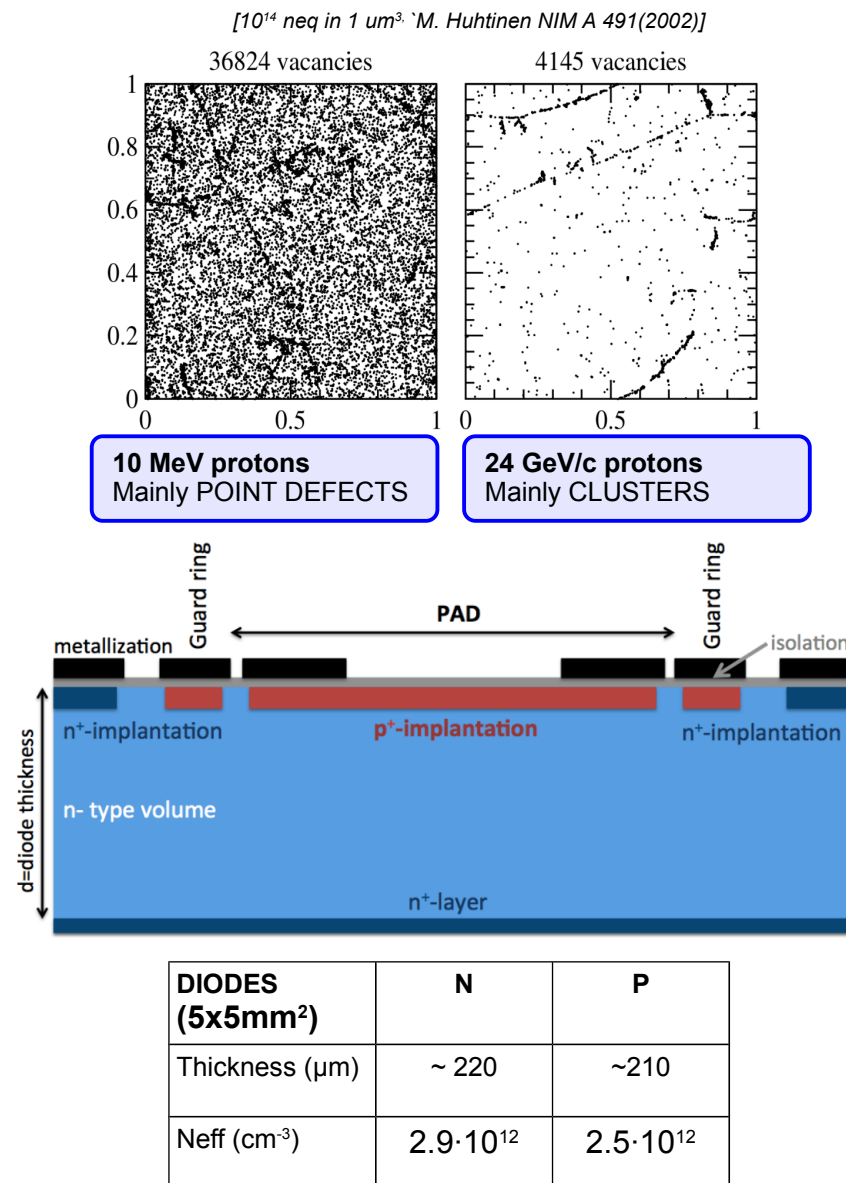 [10¹⁴ neq in 1 um³, `M. Huhtinen NIM A 491(2002)]
36824 vacancies
4145 vacancies
1
0.8
0.6
0.4
0.2
0
0 0.5 1 0 0.5 1
10 MeV protons
Mainly POINT DEFECTS
24 GeV/c protons
Mainly CLUSTERS
Guard ring
PAD
Guard ring
metallization
isolation
n⁺-implantation
p⁺-implantation
n⁺-implantation
d=diode thickness
n- type volume
n⁺-layer
DIODES (5x5mm²) N P
Thickness (µm) ~ 220 ~210
Neff (cm⁻³) 2.9·10¹² 2.5·10¹²